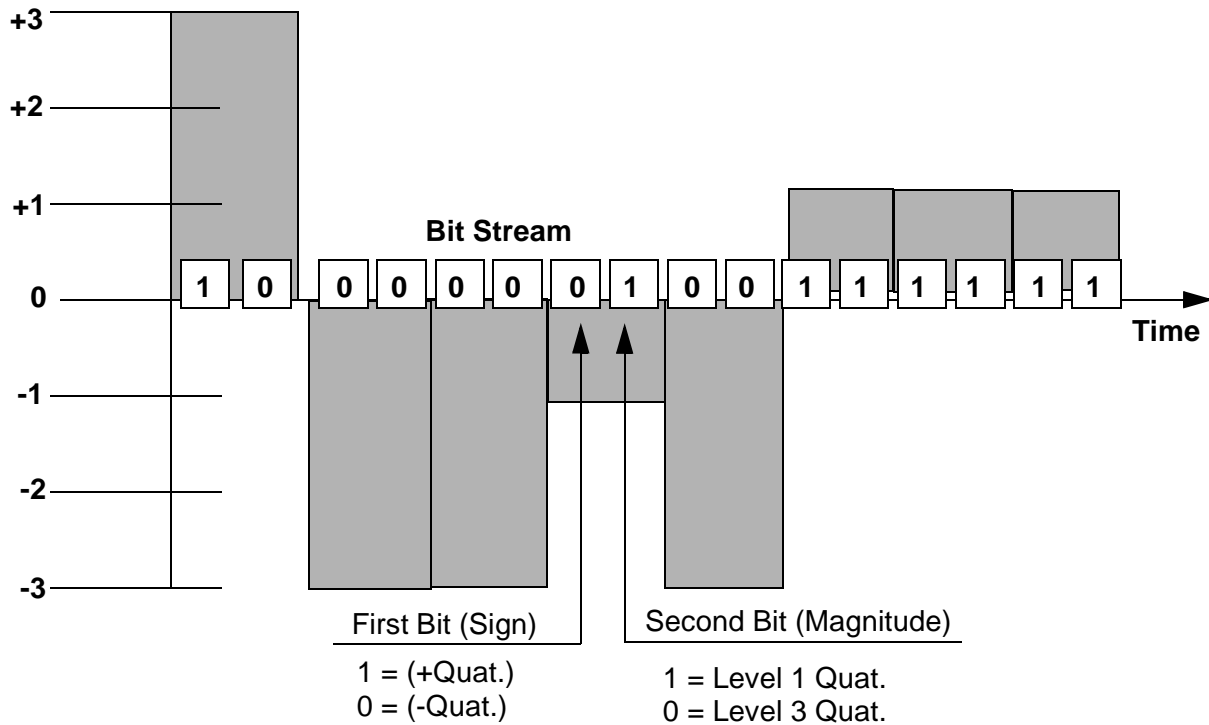 +3
+2
+1
Bit Stream
1 0 0 0 0 0 0 1 0 0 1 1 1 1 1 1
0
Time
-1
-2
-3
First Bit (Sign)
1 = (+Quat.)
0 = (-Quat.)
Second Bit (Magnitude)
1 = Level 1 Quat.
0 = Level 3 Quat.